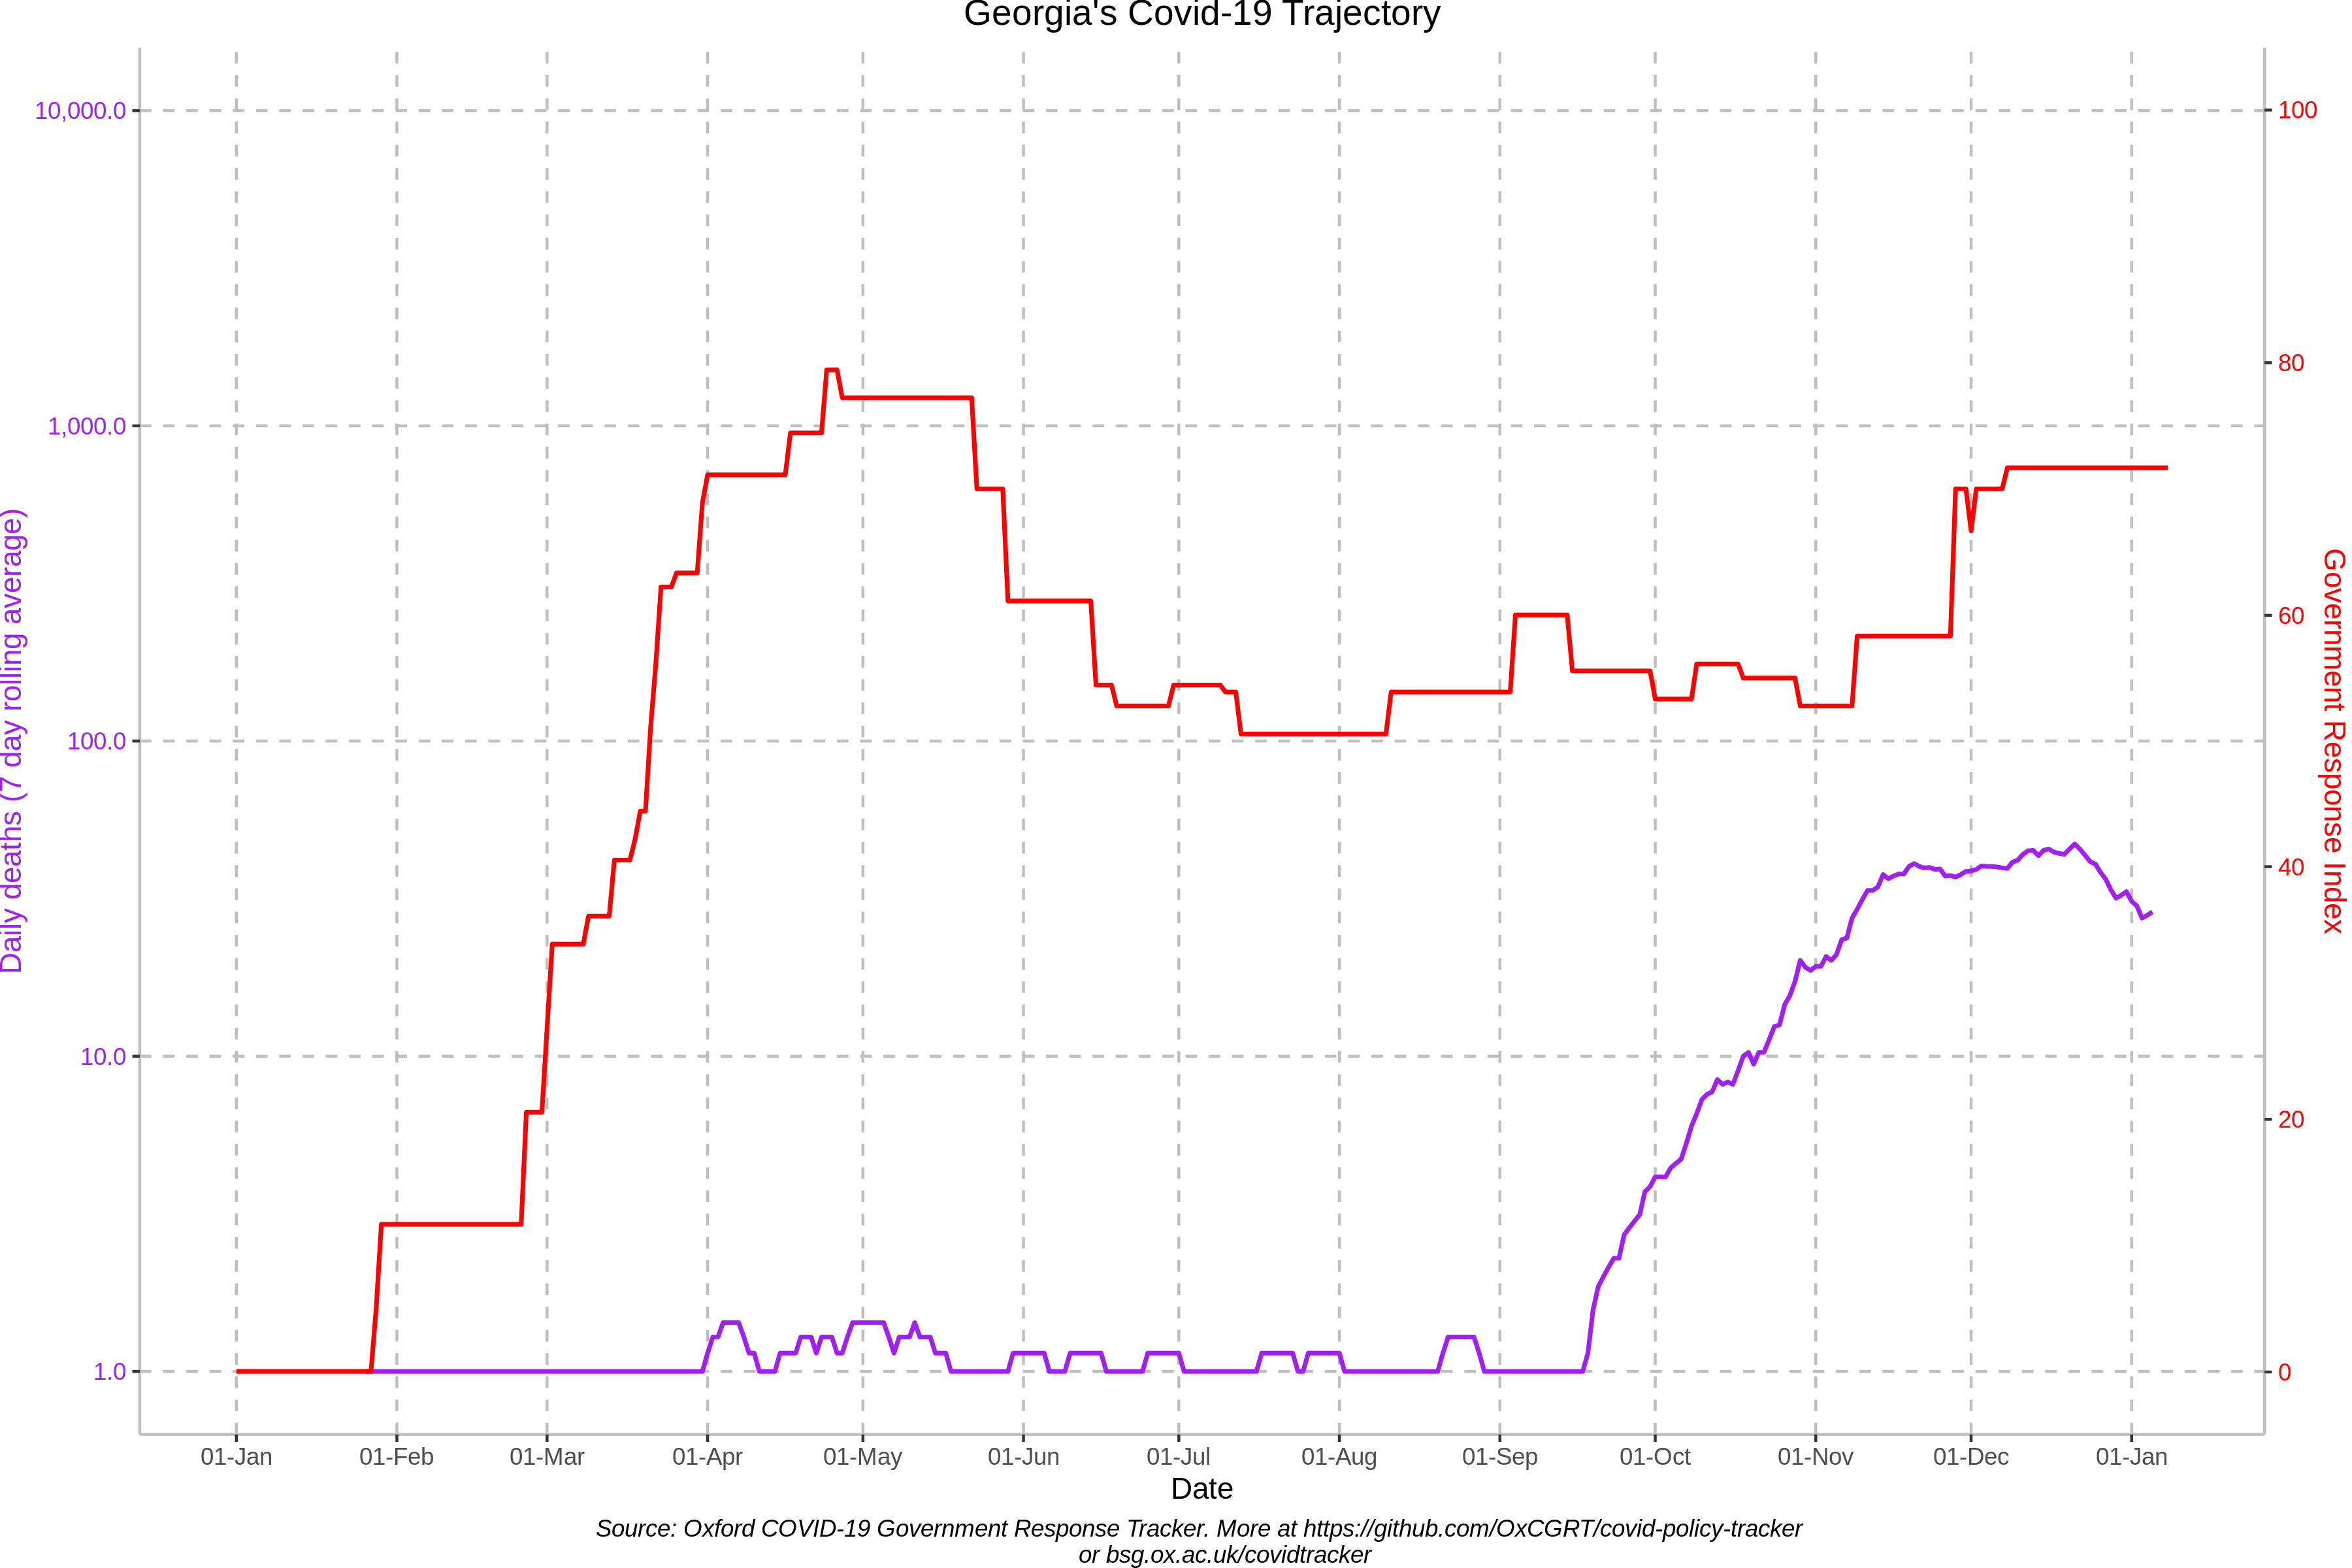 Georgia's Covid-19 Trajectory
10,000.0
1,000.0
100.0
10.0
1.0
Daily deaths (7 day rolling average)
100
80
60
40
20
0
Government Response Index
01-Jan 01-Feb 01-Mar 01-Apr 01-May 01-Jun 01-Jul 01-Aug 01-Sep 01-Oct 01-Nov 01-Dec 01-Jan
Date
Source: Oxford COVID-19 Government Response Tracker. More at https://github.com/OxCGRT/covid-policy-tracker
or bsg.ox.ac.uk/covidtracker